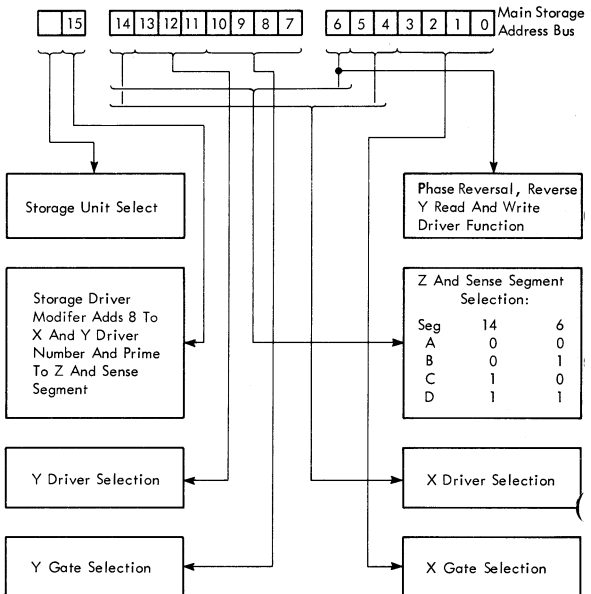 15 14 13 12 11 10 9 8 7 6 5 4 3 2 1 0 Main Storage
Address Bus
Storage Unit Select
Phase Reversal, Reverse
Y Read And Write
Driver Function
Storage Driver
Modifer Adds 8 To
X And Y Driver
Number And Prime
To Z And Sense
Segment
Z And Sense Segment
Selection:
Seg 14 6
A 0 0
B 0 1
C 1 0
D 1 1
Y Driver Selection
X Driver Selection
Y Gate Selection
X Gate Selection